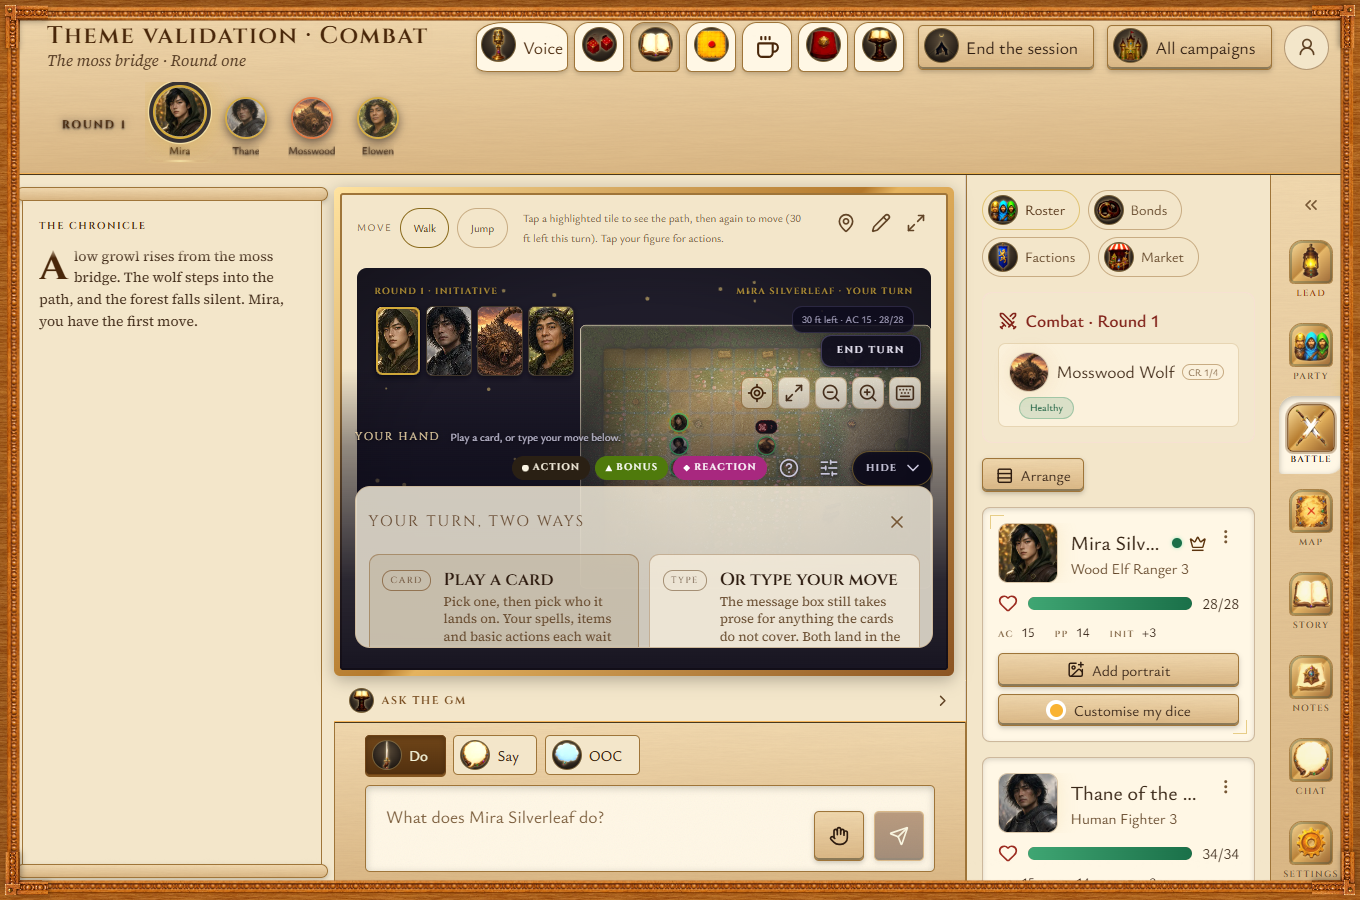 Theme validation · Combat
The moss bridge · Round one
Voice
End the session
All campaigns
ROUND 1
Mira
Thane
Mosswood
Elowen
THE CHRONICLE
A low growl rises from the moss
bridge. The wolf steps into the
path, and the forest falls silent. Mira,
you have the first move.
MOVE
Walk
Jump
Tap a highlighted tile to see the path, then again to move (30
ft left this turn). Tap your figure for actions.
ROUND 1 · INITIATIVE
MIRA SILVERLEAF · YOUR TURN
30 ft left · AC 15 · 28/28
END TURN
YOUR HAND
Play a card, or type your move below.
ACTION
BONUS
REACTION
HIDE
YOUR TURN, TWO WAYS
CARD
Play a card
Pick one, then pick who it
lands on. Your spells, items
and basic actions each wait
TYPE
Or type your move
The message box still takes
prose for anything the cards
do not cover. Both land in the
ASK THE GM
Do
Say
OOC
What does Mira Silverleaf do?
Roster
Bonds
Factions
Market
Combat · Round 1
Mosswood Wolf
CR 1/4
Healthy
Arrange
Mira Silv...
Wood Elf Ranger 3
28/28
AC 15
PP 14
INIT +3
Add portrait
Customise my dice
Thane of the ...
Human Fighter 3
34/34
LEAD
PARTY
BATTLE
MAP
STORY
NOTES
CHAT
SETTINGS